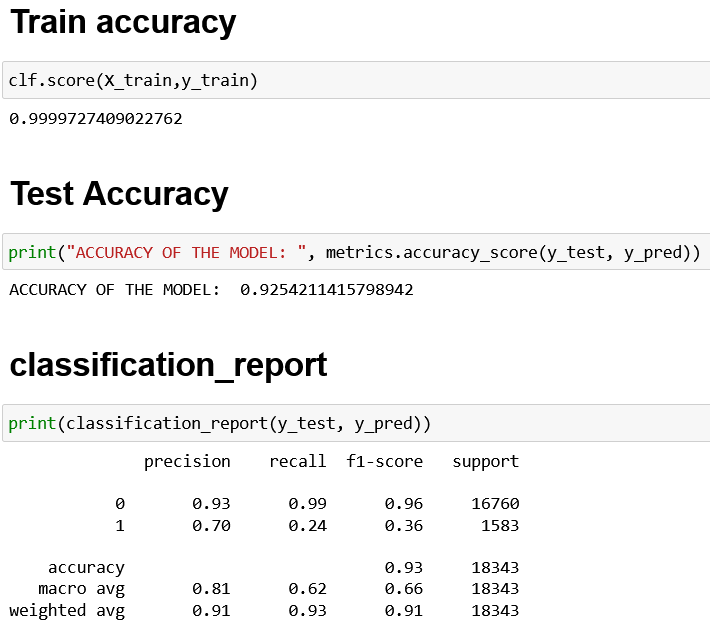 Train accuracy
clf.score(X_train,y_train)
0.9999727409022762
Test Accuracy
print("ACCURACY OF THE MODEL: ", metrics.accuracy_score(y_test, y_pred))
ACCURACY OF THE MODEL:  0.9254211415798942
classification_report
print(classification_report(y_test, y_pred))
precision    recall  f1-score   support
0       0.93      0.99      0.96     16760
1       0.70      0.24      0.36      1583
accuracy                           0.93     18343
macro avg       0.81      0.62      0.66     18343
weighted avg       0.91      0.93      0.91     18343